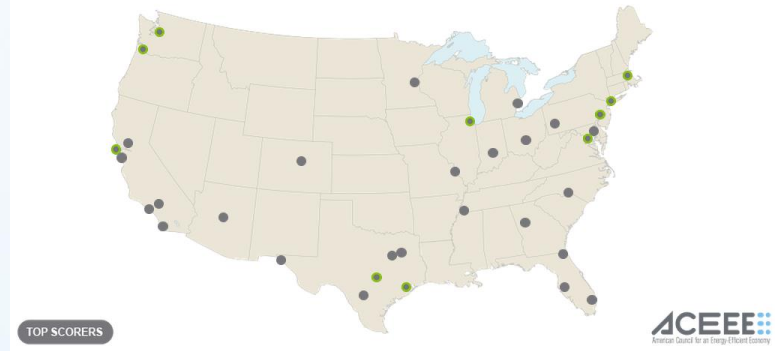 TOP SCORERS
ACEEE
American Council for an Energy-Efficient Economy